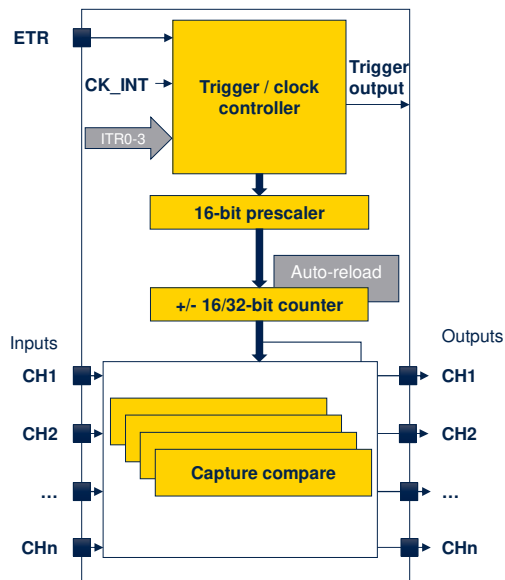 ETR
CK_INT
ITR0-3
Trigger / clock
controller
Trigger
output
16-bit prescaler
Auto-reload
+/- 16/32-bit counter
Inputs
Outputs
CH1
CH1
CH2
CH2
Capture compare
...
...
CHn
CHn